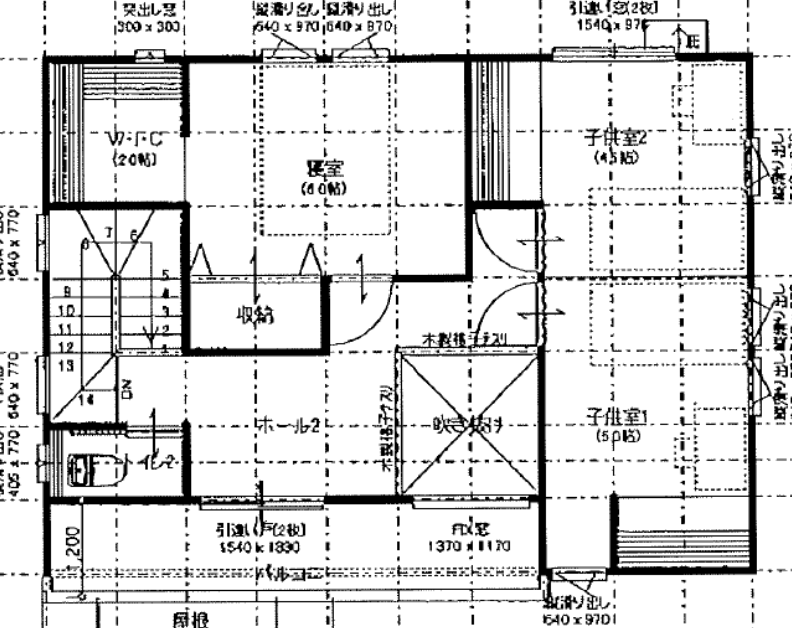 突出し窓
300 x 300
縦滑り出し
640 x 970
縦滑り出し
640 x 970
引違い窓(2枚)
W・I・C
(2.0帖)
寝室
(6.0帖)
子供室2
(4.5帖)
640 x 770
7
8
6
5
9
4
10
3
11
2
12
1
13
14
DN
収納
木製格子手スリ
木製格子手スリ
吹き抜け
ホール2
子供室1
(5.0帖)
トイレ2
640 x 770
405 x 770
引違い戸(2枚)
1540 x 1830
FIX窓
1370 x 1170
1,200
バルコニー
縦滑り出し
640 x 970
縦滑り出し
縦滑り出し
縦滑り出し
屋根